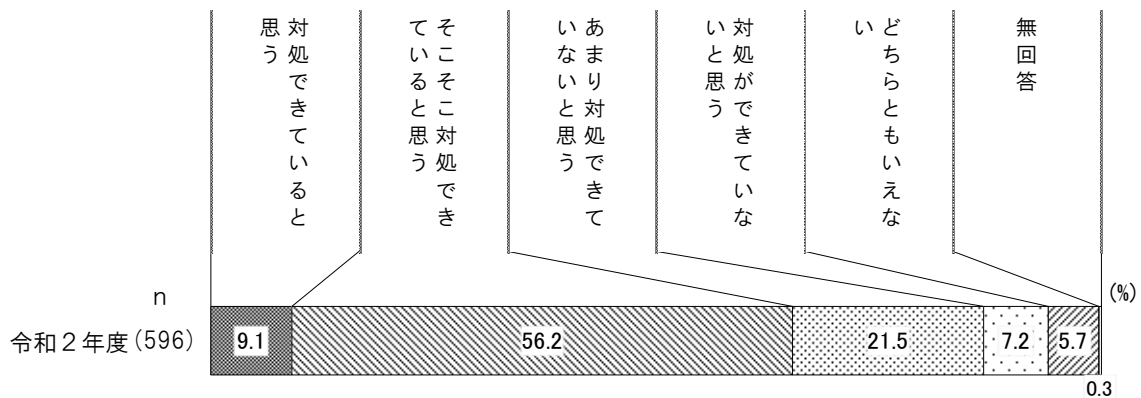 対処できていると
思う
そこそこ対処でき
ていると思う
あまり対処できて
いないと思う
対処ができていな
いと思う
どちらともいえな
い
無回答
(%)
n
令和２年度(596)
9.1
56.2
21.5
7.2
5.7
0.3